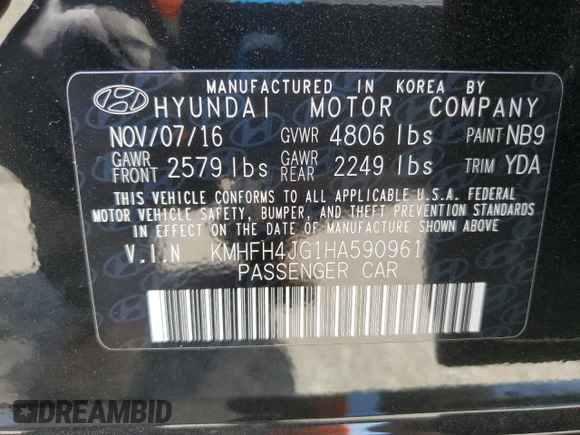 MANUFACTURED IN KOREA BY
HYUNDAI MOTOR COMPANY
NOV/07/16 GVWR 4806 lbs PAINT NB9
GAWR FRONT 2579 lbs GAWR REAR 2249 lbs TRIM YDA
THIS VEHICLE CONFORMS TO ALL APPLICABLE U.S.A. FEDERAL
MOTOR VEHICLE SAFETY, BUMPER, AND THEFT PREVENTION STANDARDS
IN EFFECT ON THE DATE OF MANUFACTURE SHOWN ABOVE.
V.I.N KMHFH4JG1HA590961
PASSENGER CAR
DREAMBID